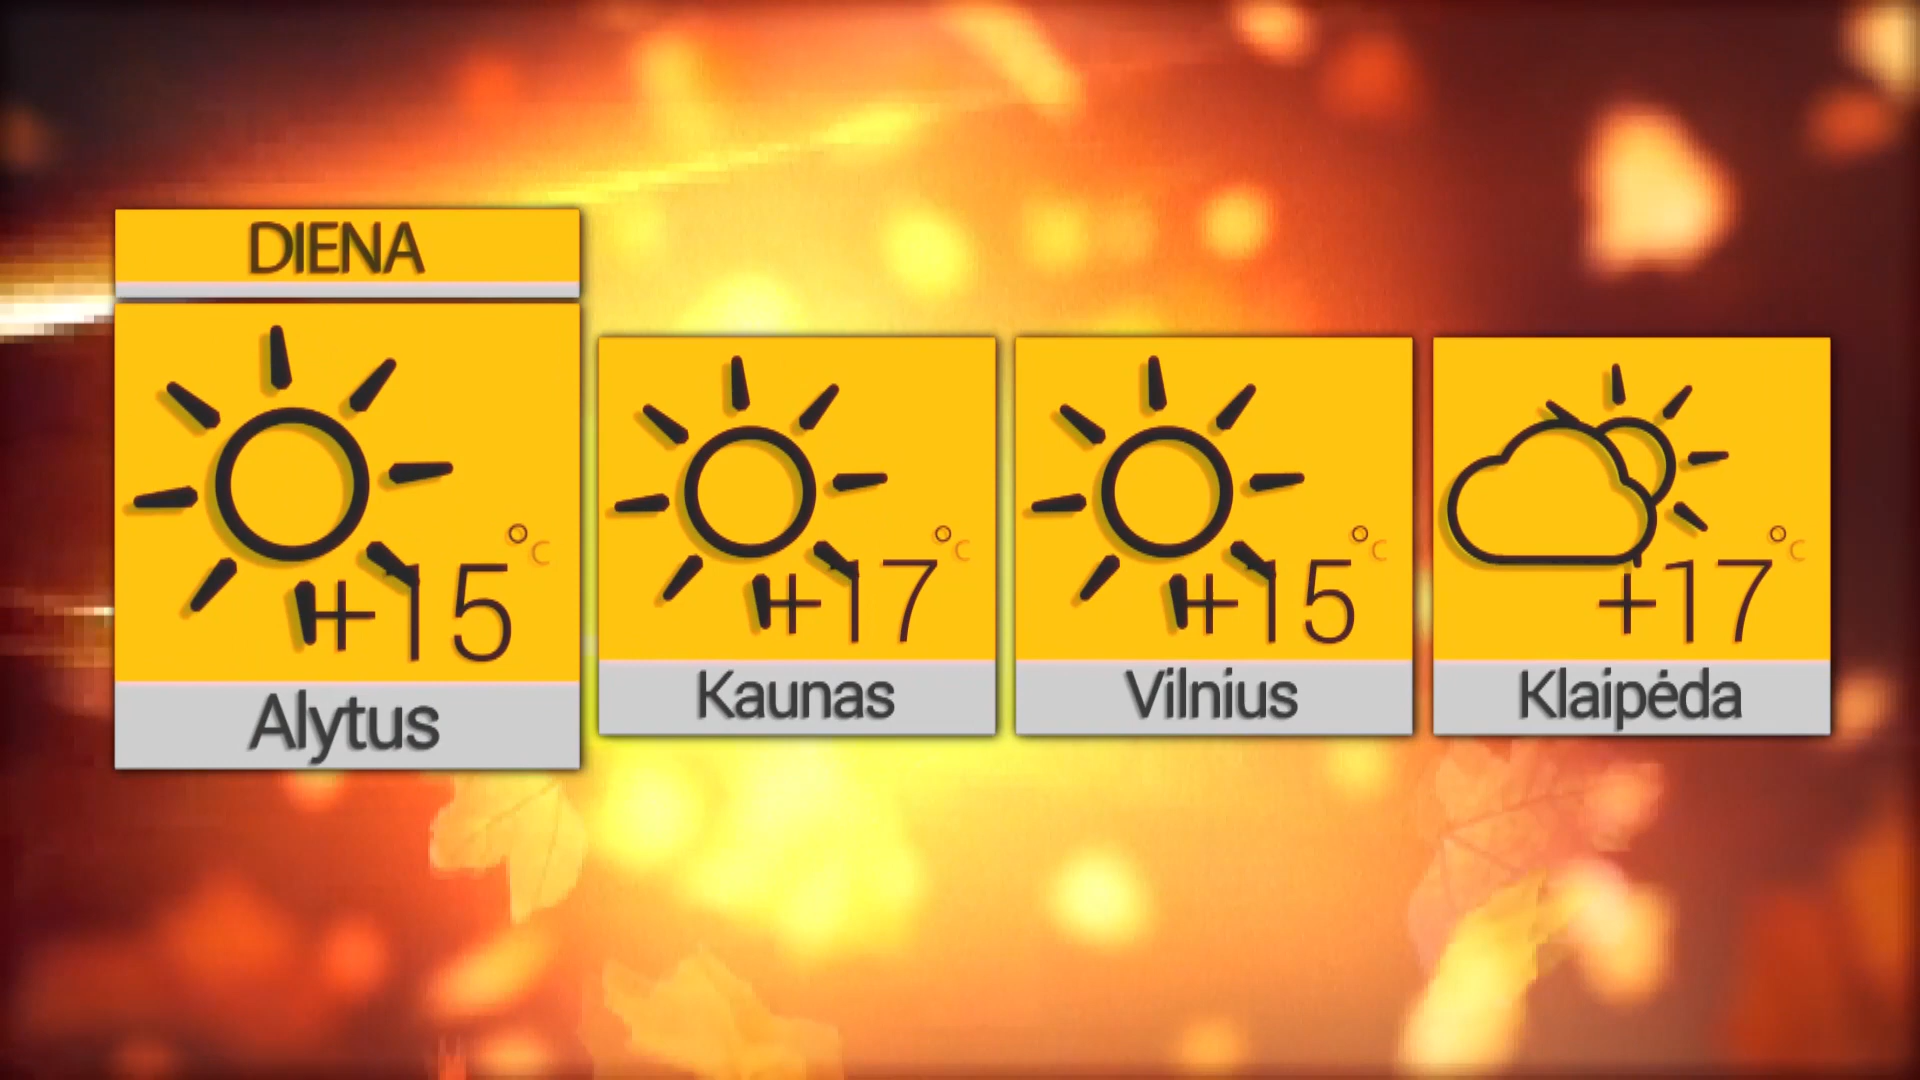 DIENA
+15 °C
Alytus
+17 °C
Kaunas
+15 °C
Vilnius
+17 °C
Klaipėda